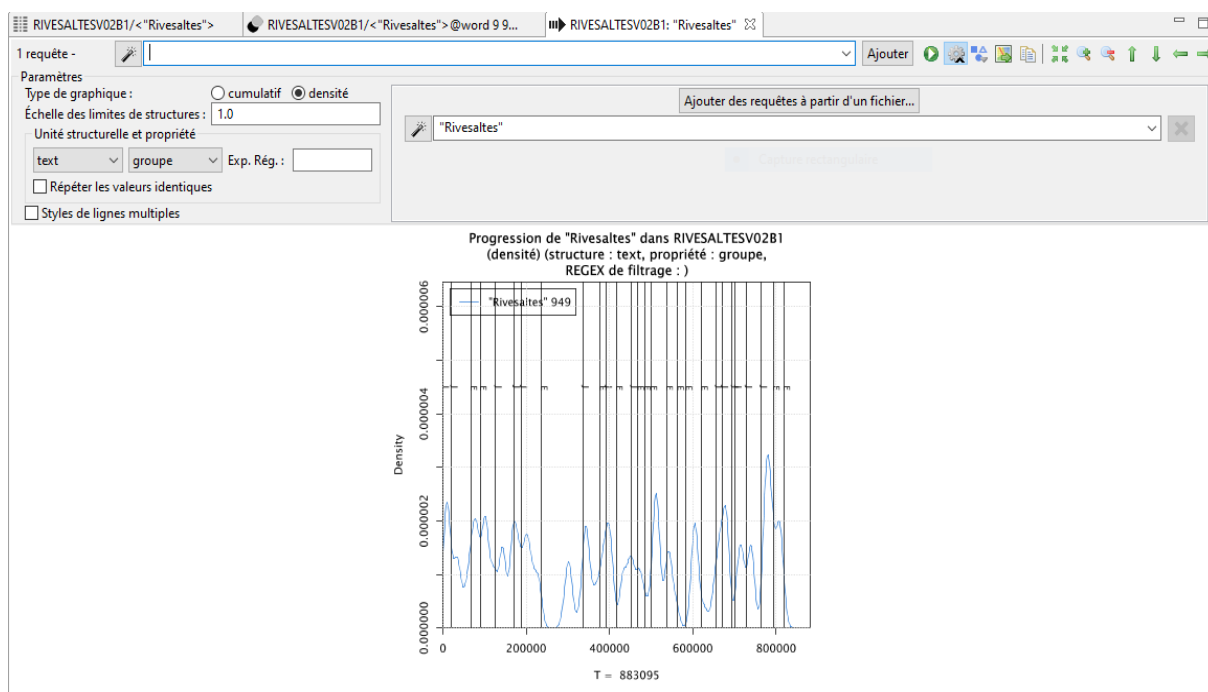 RIVESALTESV02B1/<"Rivesaltes">
RIVESALTESV02B1/<"Rivesaltes">@word 9 9...
RIVESALTESV02B1: "Rivesaltes"
1 requête -
Ajouter
Paramètres
Type de graphique :
cumulatif
densité
Échelle des limites de structures :
1.0
Unité structurelle et propriété
text
groupe
Exp. Rég. :
Répéter les valeurs identiques
Styles de lignes multiples
Ajouter des requêtes à partir d'un fichier...
"Rivesaltes"
Capture rectangulaire
Progression de "Rivesaltes" dans RIVESALTESV02B1
(densité) (structure : text, propriété : groupe,
REGEX de filtrage : )
"Rivesaltes" 949
0.000006
0.000004
0.000002
0.000000
Density
0 200000 400000 600000 800000
T = 883095